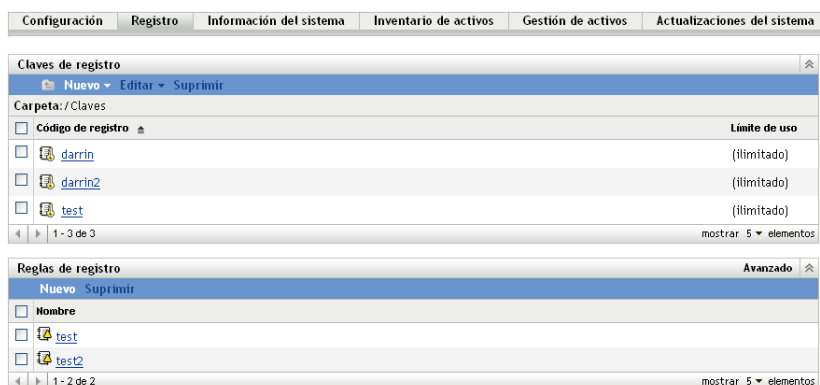 Configuración Registro Información del sistema Inventario de activos Gestión de activos Actualizaciones del sistema
Claves de registro
Nuevo Editar Suprimir
Carpeta: / Claves
Código de registro Límite de uso
darrin (ilimitado)
darrin2 (ilimitado)
test (ilimitado)
1 - 3 de 3 mostrar 5 elementos
Reglas de registro Avanzado
Nuevo Suprimir
Nombre
test
test2
1 - 2 de 2 mostrar 5 elementos